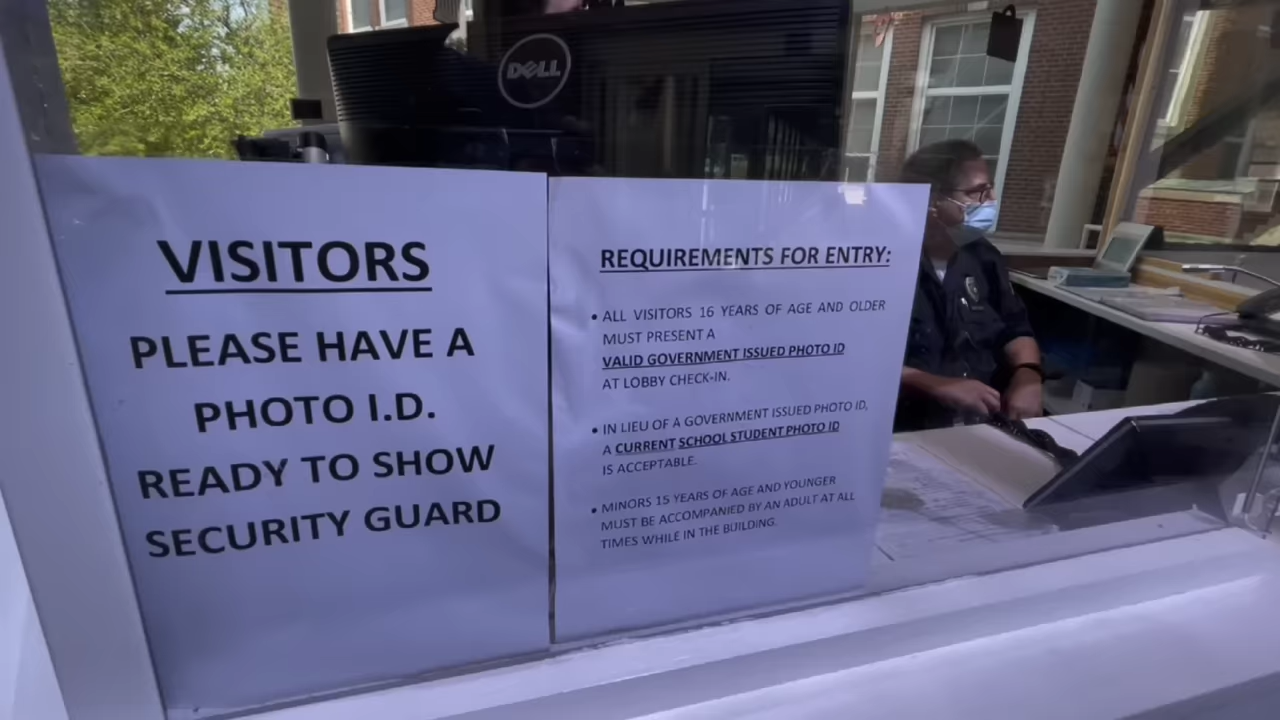 DELL
VISITORS
PLEASE HAVE A
PHOTO I.D.
READY TO SHOW
SECURITY GUARD
REQUIREMENTS FOR ENTRY:
• ALL VISITORS 16 YEARS OF AGE AND OLDER
MUST PRESENT A
VALID GOVERNMENT ISSUED PHOTO ID
AT LOBBY CHECK-IN.
• IN LIEU OF A GOVERNMENT ISSUED PHOTO ID,
A CURRENT SCHOOL STUDENT PHOTO ID
IS ACCEPTABLE.
• MINORS 15 YEARS OF AGE AND YOUNGER
MUST BE ACCOMPANIED BY AN ADULT AT ALL
TIMES WHILE IN THE BUILDING.